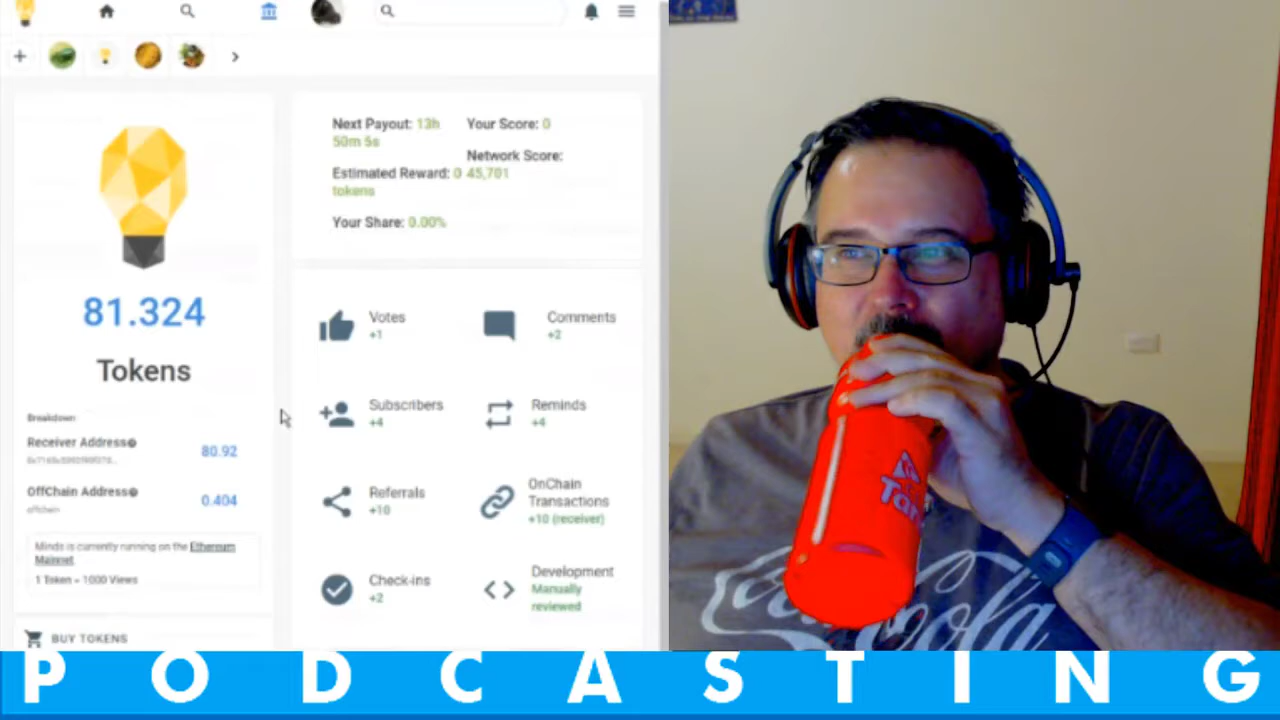 Next Payout: 13h
50m 5s
Estimated Reward: 0
tokens
Your Share: 0.00%
Your Score: 0
Network Score:
45,701
81.324
Tokens
Breakdown:
Receiver Address
80.92
OffChain Address
0.404
offchain
Minds is currently running on the Ethereum
Mainnet
1 Token = 1000 Views
BUY TOKENS
Votes
+1
Comments
+2
Subscribers
+4
Reminds
+4
Referrals
+10
OnChain
Transactions
+10 (receiver)
Check-ins
+2
Development
Manually
reviewed
Cola
PODCASTING